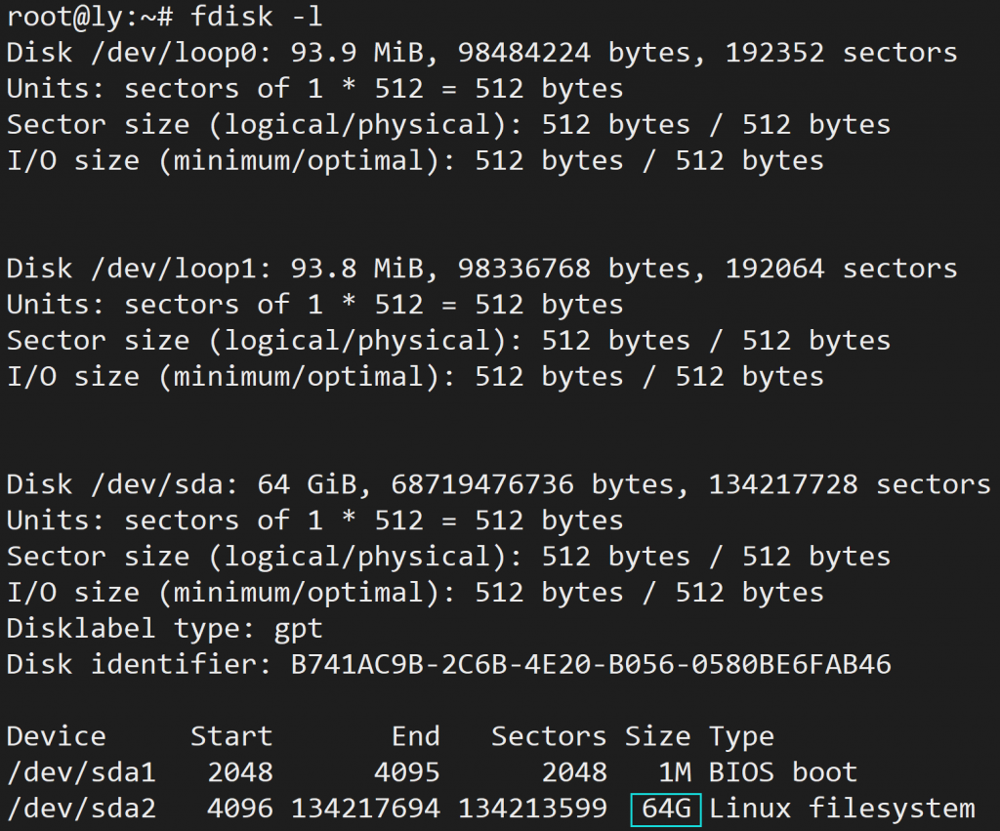 root@ly:~# fdisk -l
Disk /dev/loop0: 93.9 MiB, 98484224 bytes, 192352 sectors
Units: sectors of 1 * 512 = 512 bytes
Sector size (logical/physical): 512 bytes / 512 bytes
I/O size (minimum/optimal): 512 bytes / 512 bytes
Disk /dev/loop1: 93.8 MiB, 98336768 bytes, 192064 sectors
Units: sectors of 1 * 512 = 512 bytes
Sector size (logical/physical): 512 bytes / 512 bytes
I/O size (minimum/optimal): 512 bytes / 512 bytes
Disk /dev/sda: 64 GiB, 68719476736 bytes, 134217728 sectors
Units: sectors of 1 * 512 = 512 bytes
Sector size (logical/physical): 512 bytes / 512 bytes
I/O size (minimum/optimal): 512 bytes / 512 bytes
Disklabel type: gpt
Disk identifier: B741AC9B-2C6B-4E20-B056-0580BE6FAB46
Device     Start       End   Sectors Size Type
/dev/sda1   2048      4095      2048   1M BIOS boot
/dev/sda2   4096 134217694 134213599  64G Linux filesystem